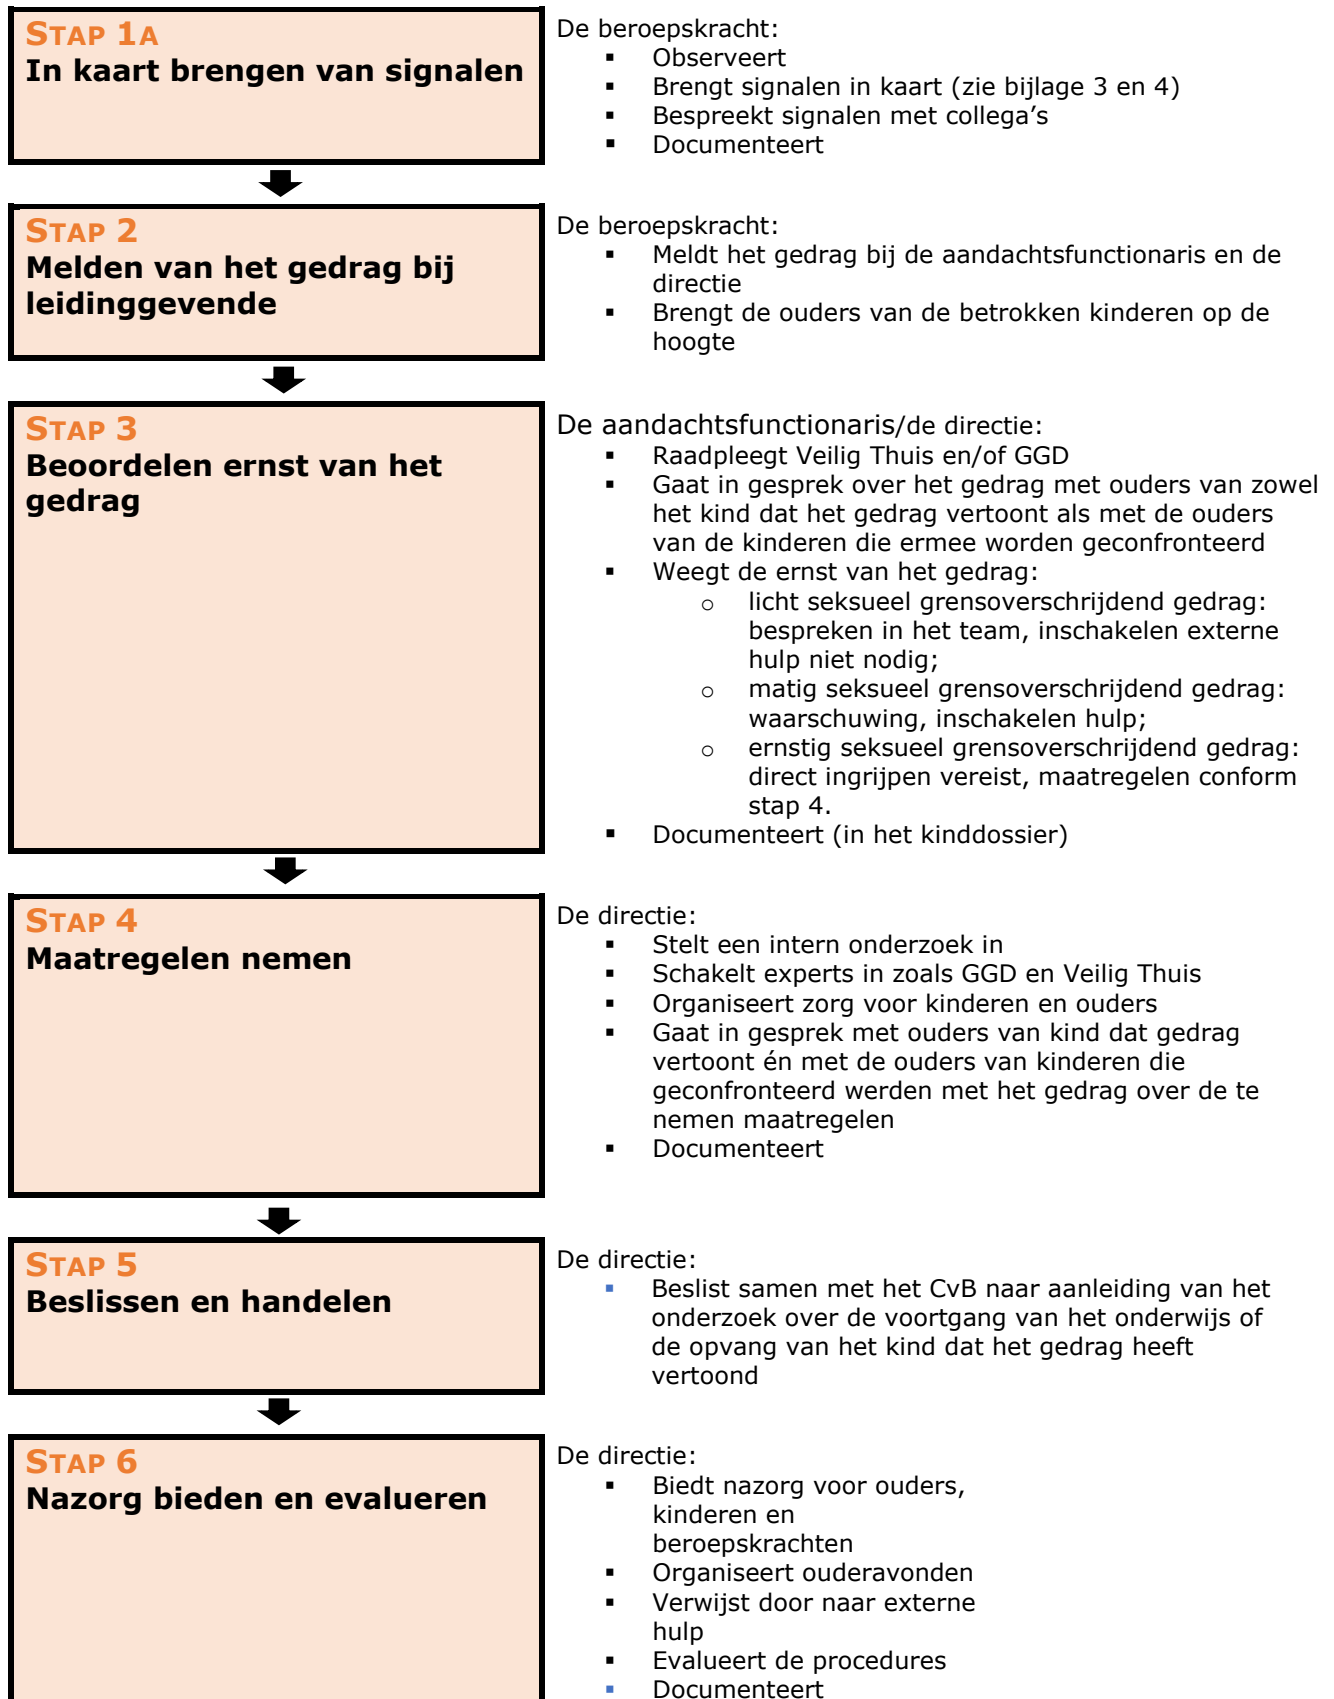 STAP 1A
In kaart brengen van signalen
De beroepskracht:
▪ Observeert
▪ Brengt signalen in kaart (zie bijlage 3 en 4)
▪ Bespreekt signalen met collega’s
▪ Documenteert
STAP 2
Melden van het gedrag bij
leidinggevende
De beroepskracht:
▪ Meldt het gedrag bij de aandachtsfunctionaris en de
directie
▪ Brengt de ouders van de betrokken kinderen op de
hoogte
STAP 3
Beoordelen ernst van het
gedrag
De aandachtsfunctionaris/de directie:
▪ Raadpleegt Veilig Thuis en/of GGD
▪ Gaat in gesprek over het gedrag met ouders van zowel
het kind dat het gedrag vertoont als met de ouders
van de kinderen die ermee worden geconfronteerd
▪ Weegt de ernst van het gedrag:
o licht seksueel grensoverschrijdend gedrag:
bespreken in het team, inschakelen externe
hulp niet nodig;
o matig seksueel grensoverschrijdend gedrag:
waarschuwing, inschakelen hulp;
o ernstig seksueel grensoverschrijdend gedrag:
direct ingrijpen vereist, maatregelen conform
stap 4.
▪ Documenteert (in het kinddossier)
STAP 4
Maatregelen nemen
De directie:
▪ Stelt een intern onderzoek in
▪ Schakelt experts in zoals GGD en Veilig Thuis
▪ Organiseert zorg voor kinderen en ouders
▪ Gaat in gesprek met ouders van kind dat gedrag
vertoont én met de ouders van kinderen die
geconfronteerd werden met het gedrag over de te
nemen maatregelen
▪ Documenteert
STAP 5
Beslissen en handelen
De directie:
▪ Beslist samen met het CvB naar aanleiding van het
onderzoek over de voortgang van het onderwijs of
de opvang van het kind dat het gedrag heeft
vertoond
STAP 6
Nazorg bieden en evalueren
De directie:
▪ Biedt nazorg voor ouders,
kinderen en
beroepskrachten
▪ Organiseert ouderavonden
▪ Verwijst door naar externe
hulp
▪ Evalueert de procedures
▪ Documenteert